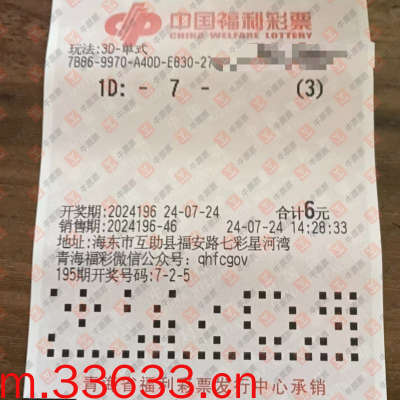 中国福利彩票
CHINA WELFARE LOTTERY
玩法:3D-单式
7B86-9970-A40D-E830-27
1D: - 7 - (3)
开奖期:2024196 24-07-24 合计6元
销售期:2024196-46 24-07-24 14:28:33
地址:海东市互助县福安路七彩星河湾
青海福彩微信公众号: qhfcgov
195期开奖号码:7-2-5
m.33633.cn
青海省福利彩票发行中心承销